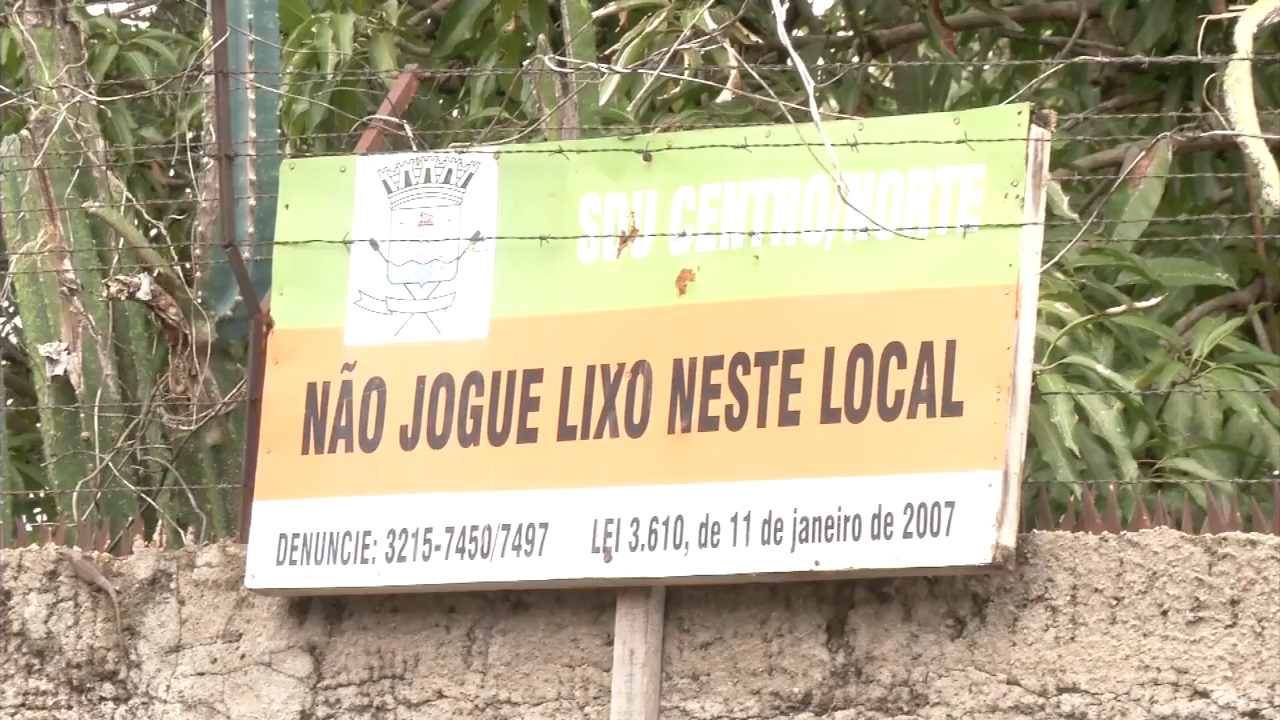 SDU CENTRO/NORTE
NÃO JOGUE LIXO NESTE LOCAL
DENUNCIE: 3215-7450/7497 LEI 3.610, de 11 de janeiro de 2007